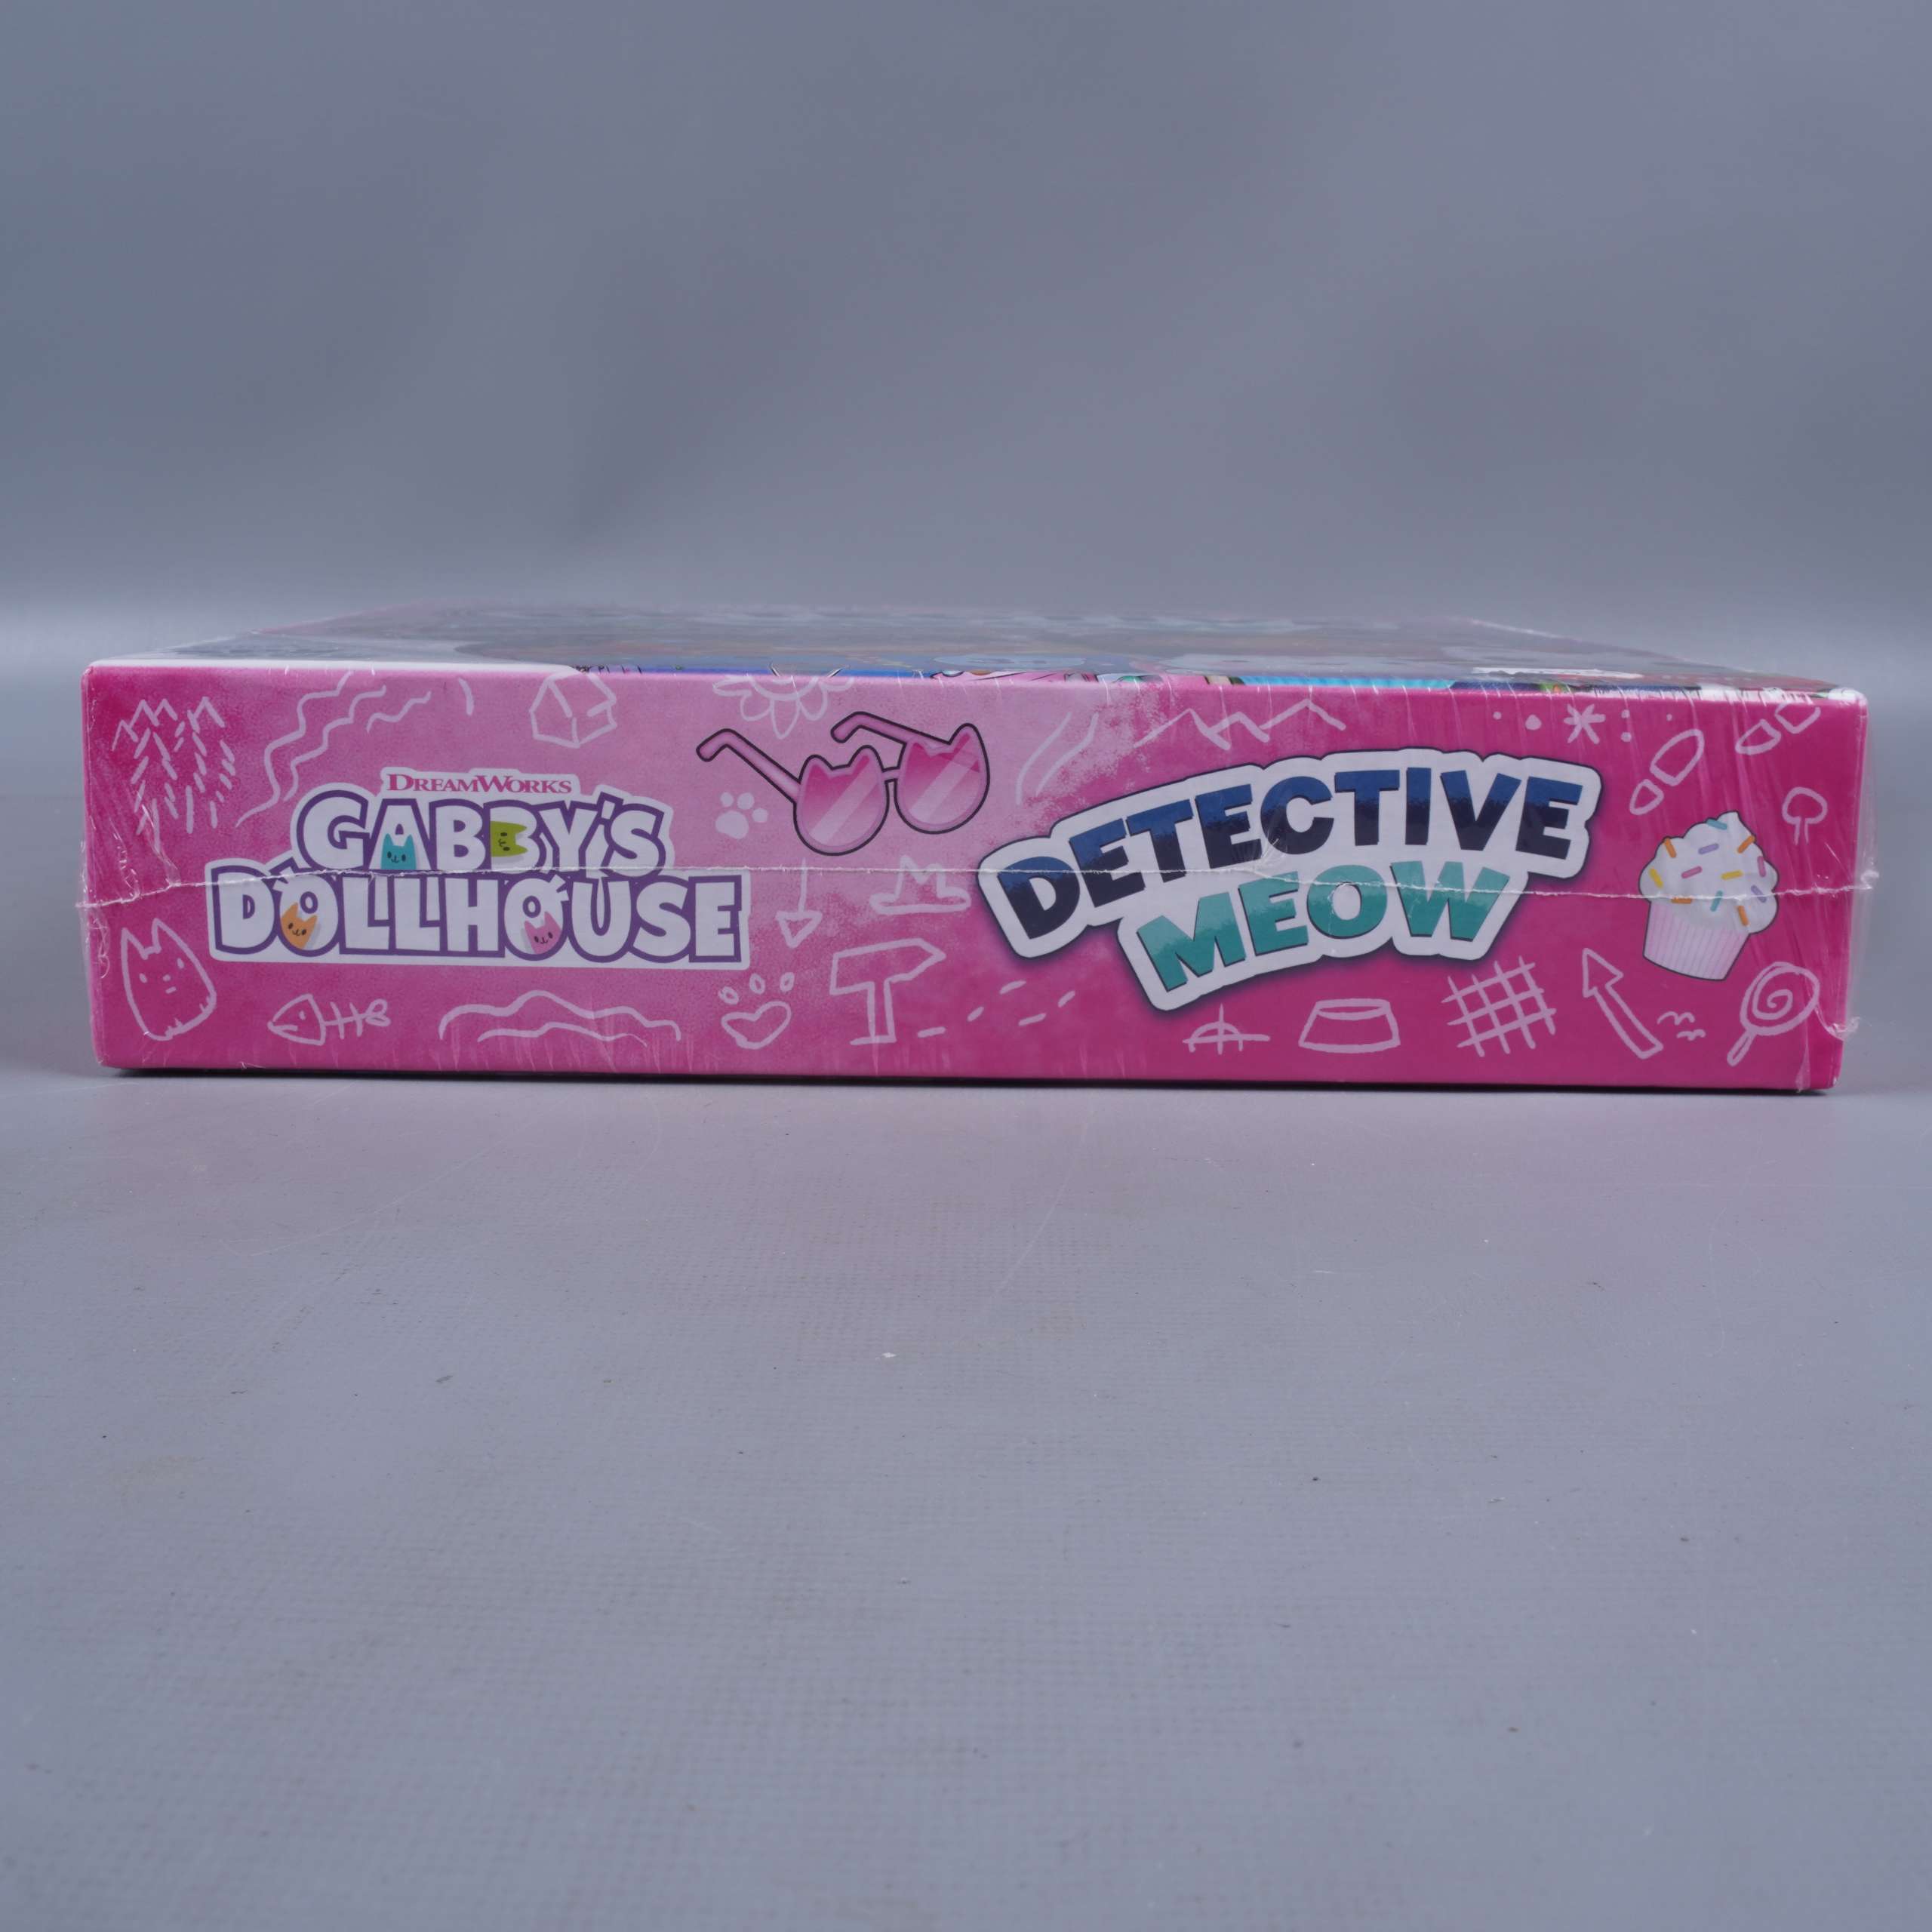 DREAMWORKS
GABBY'S
DOLLHOUSE
DETECTIVE
MEOW